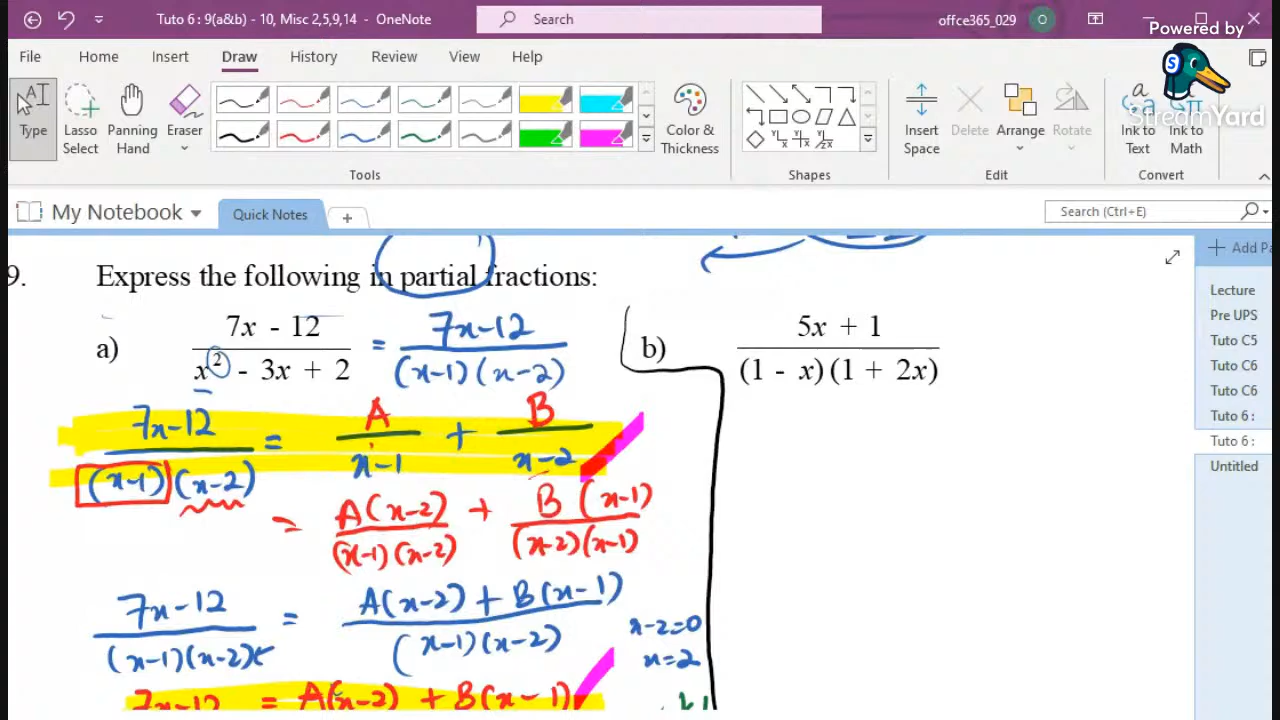 Tuto 6 : 9(a&b) - 10, Misc 2,5,9,14 - OneNote
Search
offce365_029
O
Powered by
StreamYard
File Home Insert Draw History Review View Help
Type
Lasso Select
Panning Hand
Eraser
Color & Thickness
Insert Space
Delete
Arrange
Rotate
Ink to Text
Ink to Math
Tools
Shapes
Edit
Convert
My Notebook
Quick Notes
Search (Ctrl+E)
Add Pa
Lecture
Pre UPS
Tuto C5
Tuto C6
Tuto C6
Tuto 6 :
Tuto 6 :
Untitled
9. Express the following in partial fractions:
a) 7x - 12 / x² - 3x + 2 = 7x-12 / (x-1)(x-2)
b) 5x + 1 / (1 - x)(1 + 2x)
7x-12 / (x-1)(x-2) = A / x-1 + B / x-2
= A(x-2) / (x-1)(x-2) + B(x-1) / (x-2)(x-1)
7x-12 / (x-1)(x-2) = A(x-2) + B(x-1) / (x-1)(x-2)
x-2=0
x=2
7x-12 = A(x-2) + B(x-1)